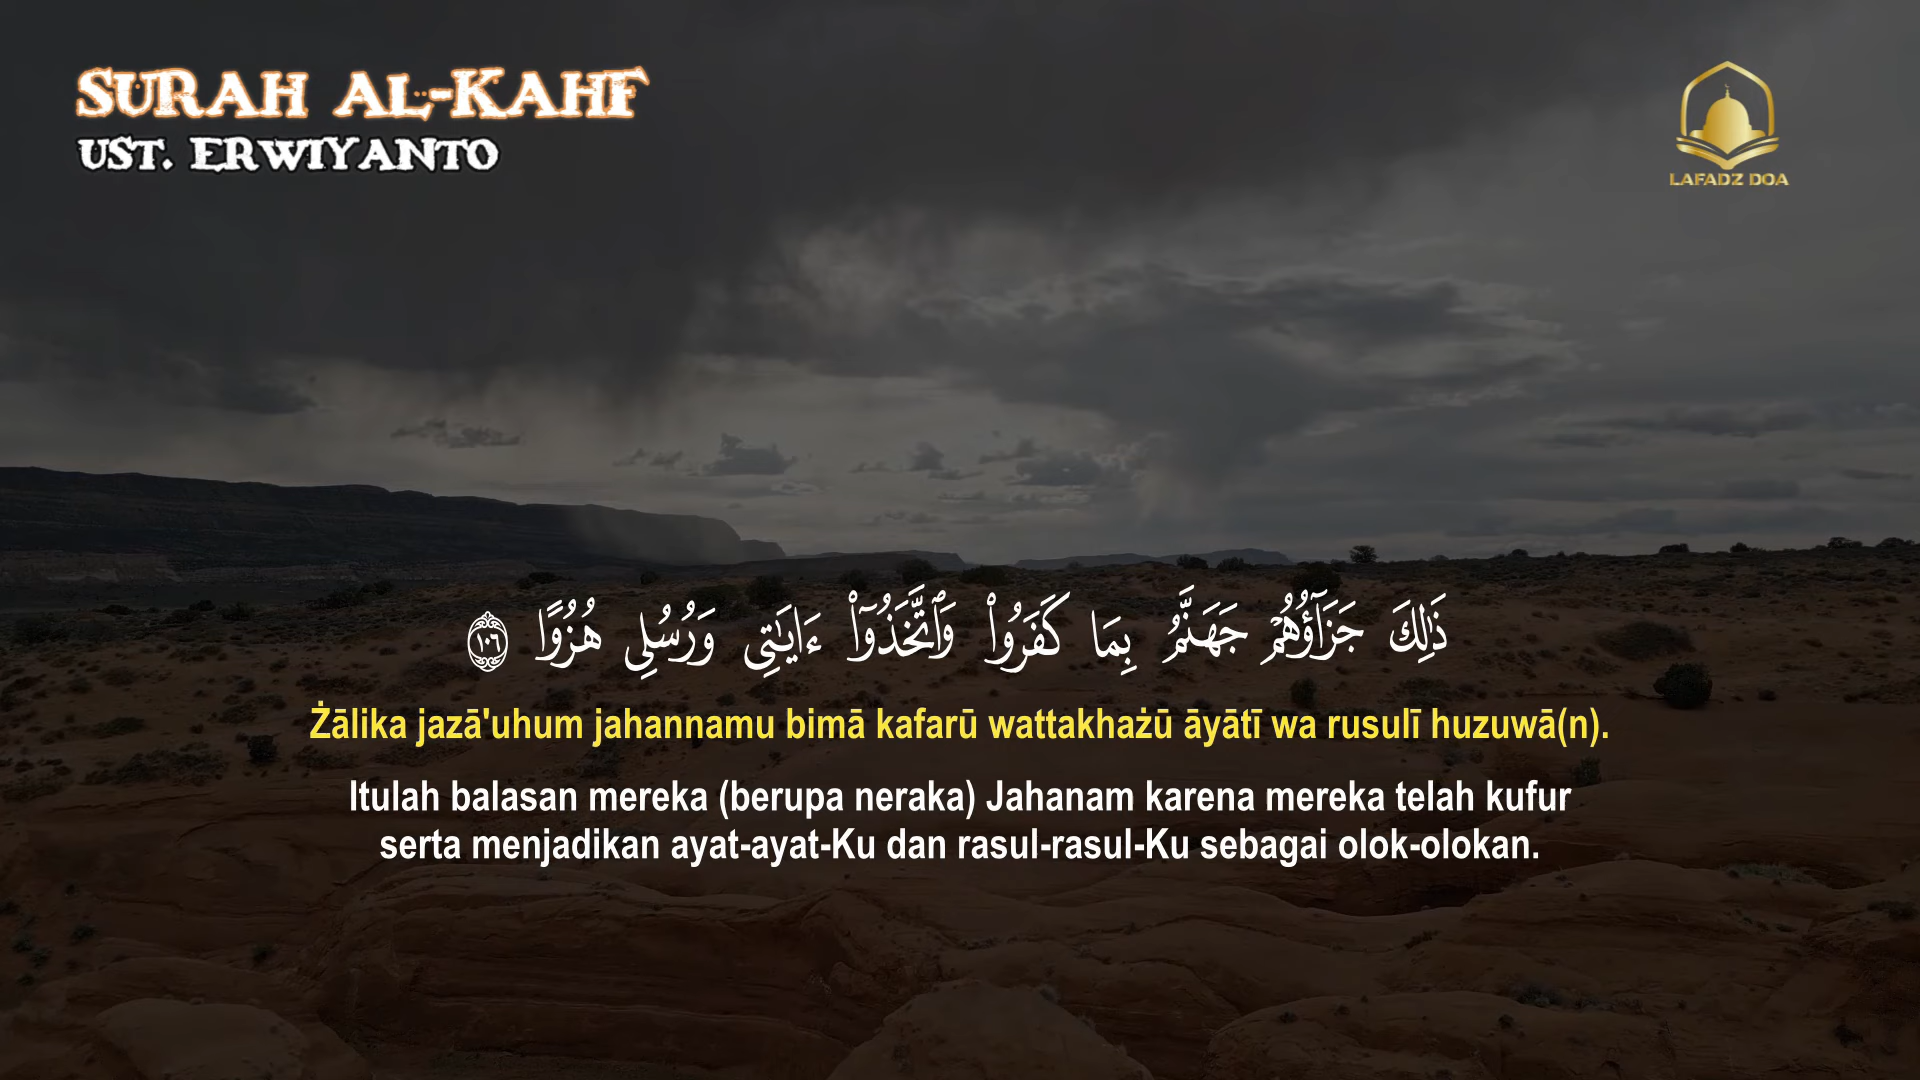 SURAH AL-KAHF
UST. ERWIYANTO
LAFADZ DOA
ذَٰلِكَ جَزَآؤُهُمْ جَهَنَّمُ بِمَا كَفَرُوا۟ وَٱتَّخَذُوٓا۟ ءَايَـٰتِى وَرُسُلِى هُزُوًا ١٠٦
Żālika jazā'uhum jahannamu bimā kafarū wattakhażū āyātī wa rusulī huzuwā(n).
Itulah balasan mereka (berupa neraka) Jahanam karena mereka telah kufur
serta menjadikan ayat-ayat-Ku dan rasul-rasul-Ku sebagai olok-olokan.